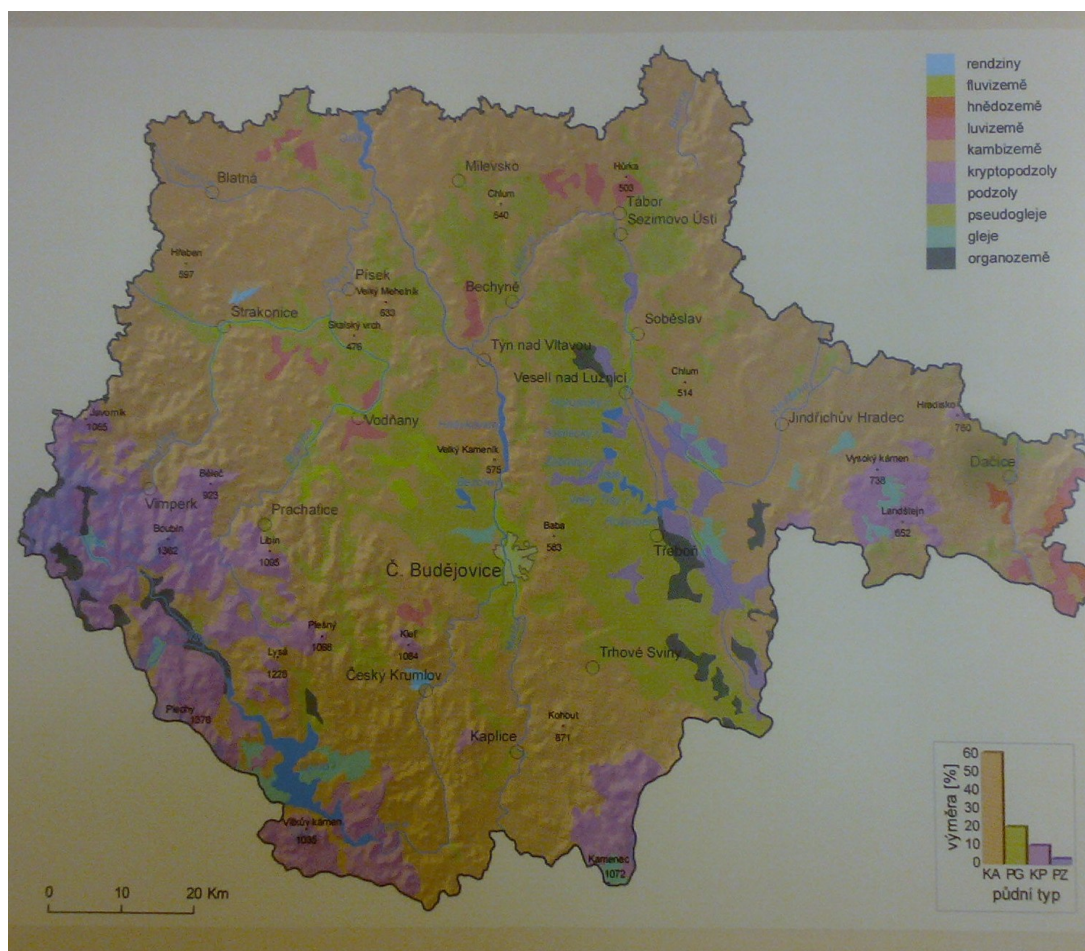 rendziny
fluvizemě
hnědozemě
luvizemě
kambizemě
kryptopodzoly
podzoly
pseudogleje
gleje
organozemě
Milevsko
Hůrka
503
Blatná
Chlum
540
Tábor
Sezimovo Ústí
Hřeben
597
Písek
Velký Mehelník
633
Bechyně
Strakonice
Skalský vrch
476
Soběslav
Týn nad Vltavou
Veselí nad Lužnicí
Chlum
514
Javorník
1065
Vodňany
Jindřichův Hradec
Hradisko
760
Velký Kameník
575
Vysoký kámen
738
Dačice
Běleč
923
Vimperk
Prachatice
Boubín
1362
Libín
1095
Baba
583
Třeboň
Landštejn
652
Č. Budějovice
Plešný
1066
Kleť
1084
Lysá
1228
Trhové Sviny
Český Krumlov
Plechý
1378
Kohout
871
Kaplice
Vlčkův kámen
1035
Kamenec
1072
0 10 20 Km
výměra [%]
60
50
40
20
10
0
KA PG KP PZ
půdní typ